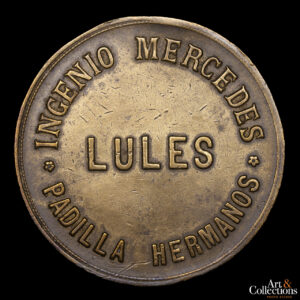 INGENIO MERCEDES
LULES
PADILLA HERMANOS
Art &
Collections